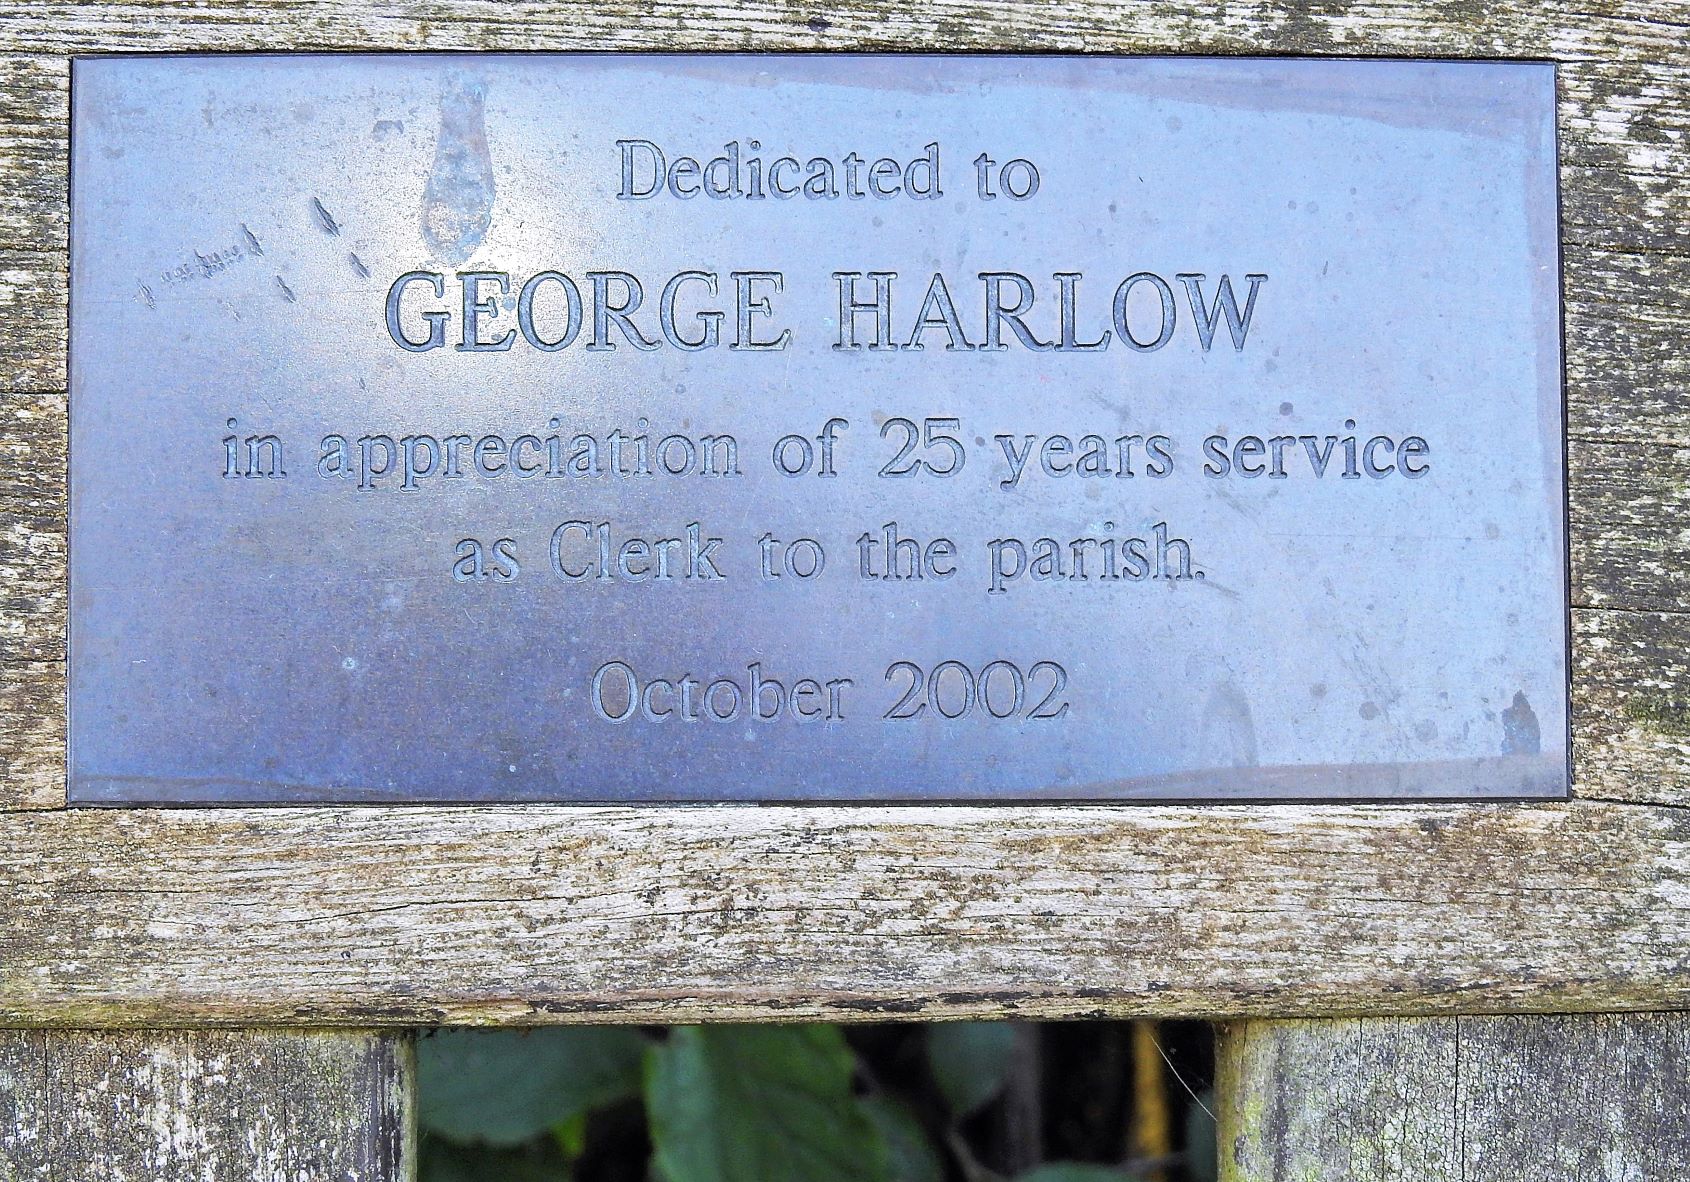 Dedicated to
GEORGE HARLOW
in appreciation of 25 years service
as Clerk to the parish.
October 2002